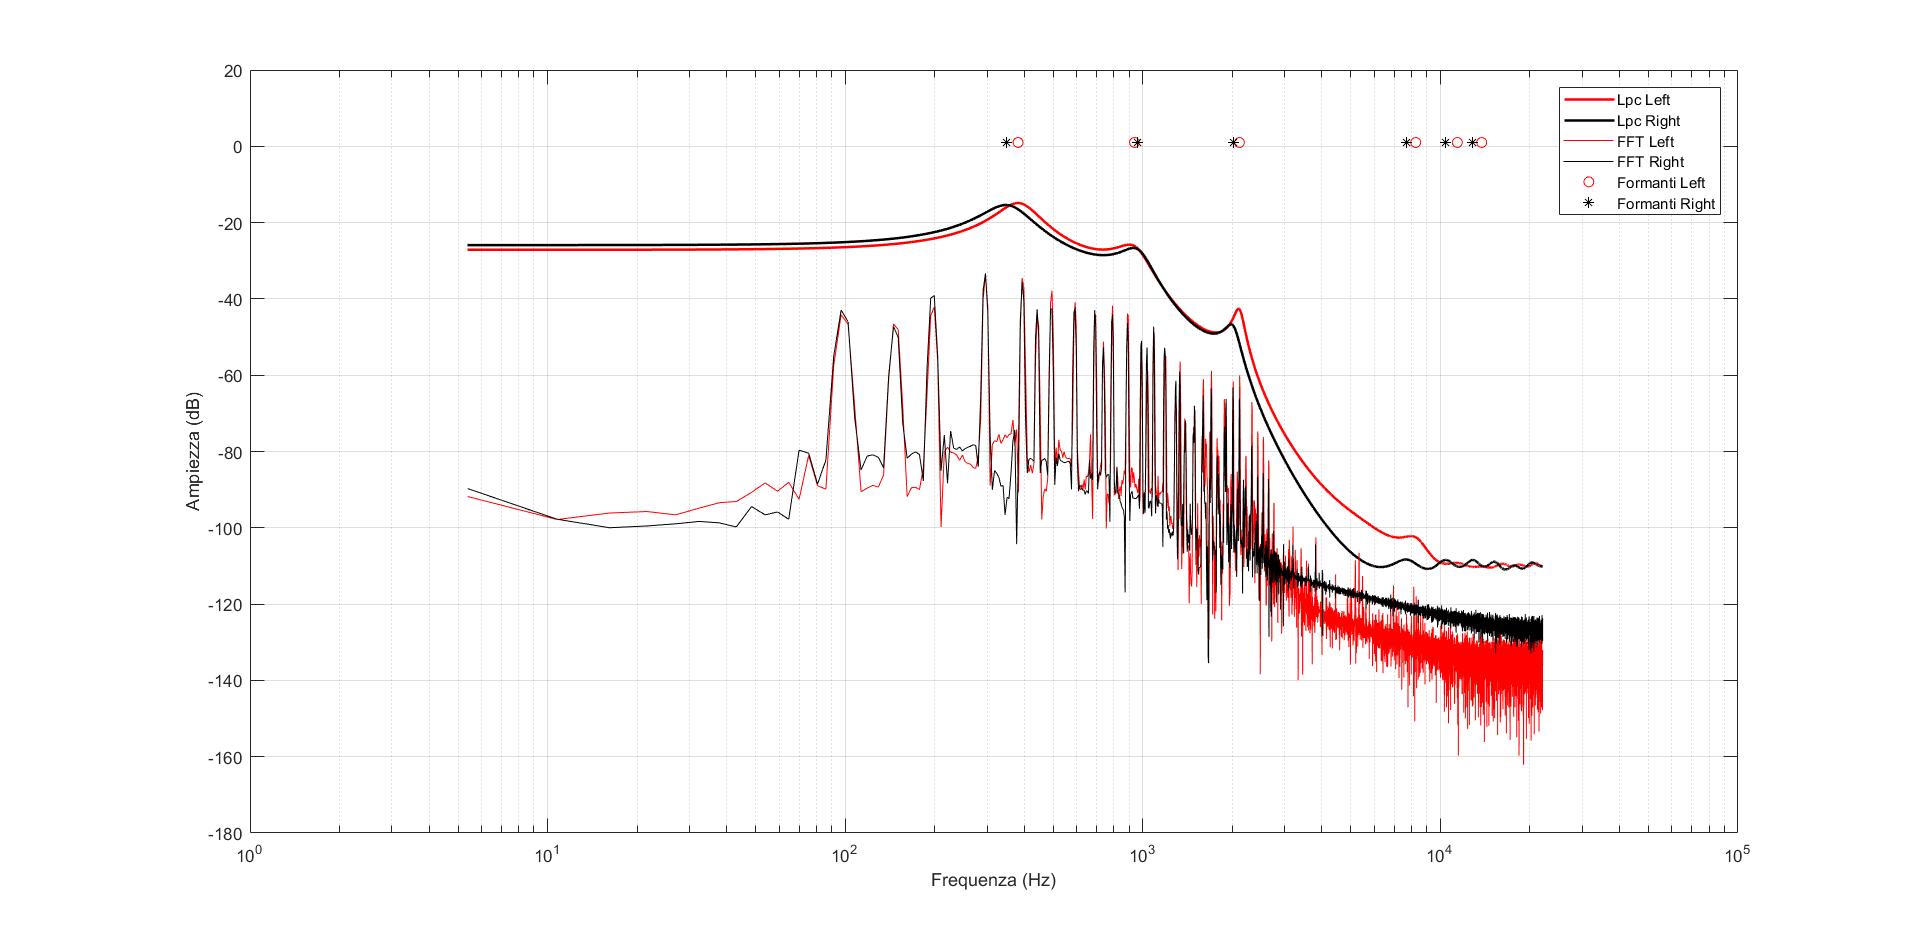 20
0
-20
-40
-60
-80
-100
-120
-140
-160
-180
Ampiezza (dB)
10^0 10^1 10^2 10^3 10^4 10^5
Frequenza (Hz)
Lpc Left
Lpc Right
FFT Left
FFT Right
Formanti Left
Formanti Right